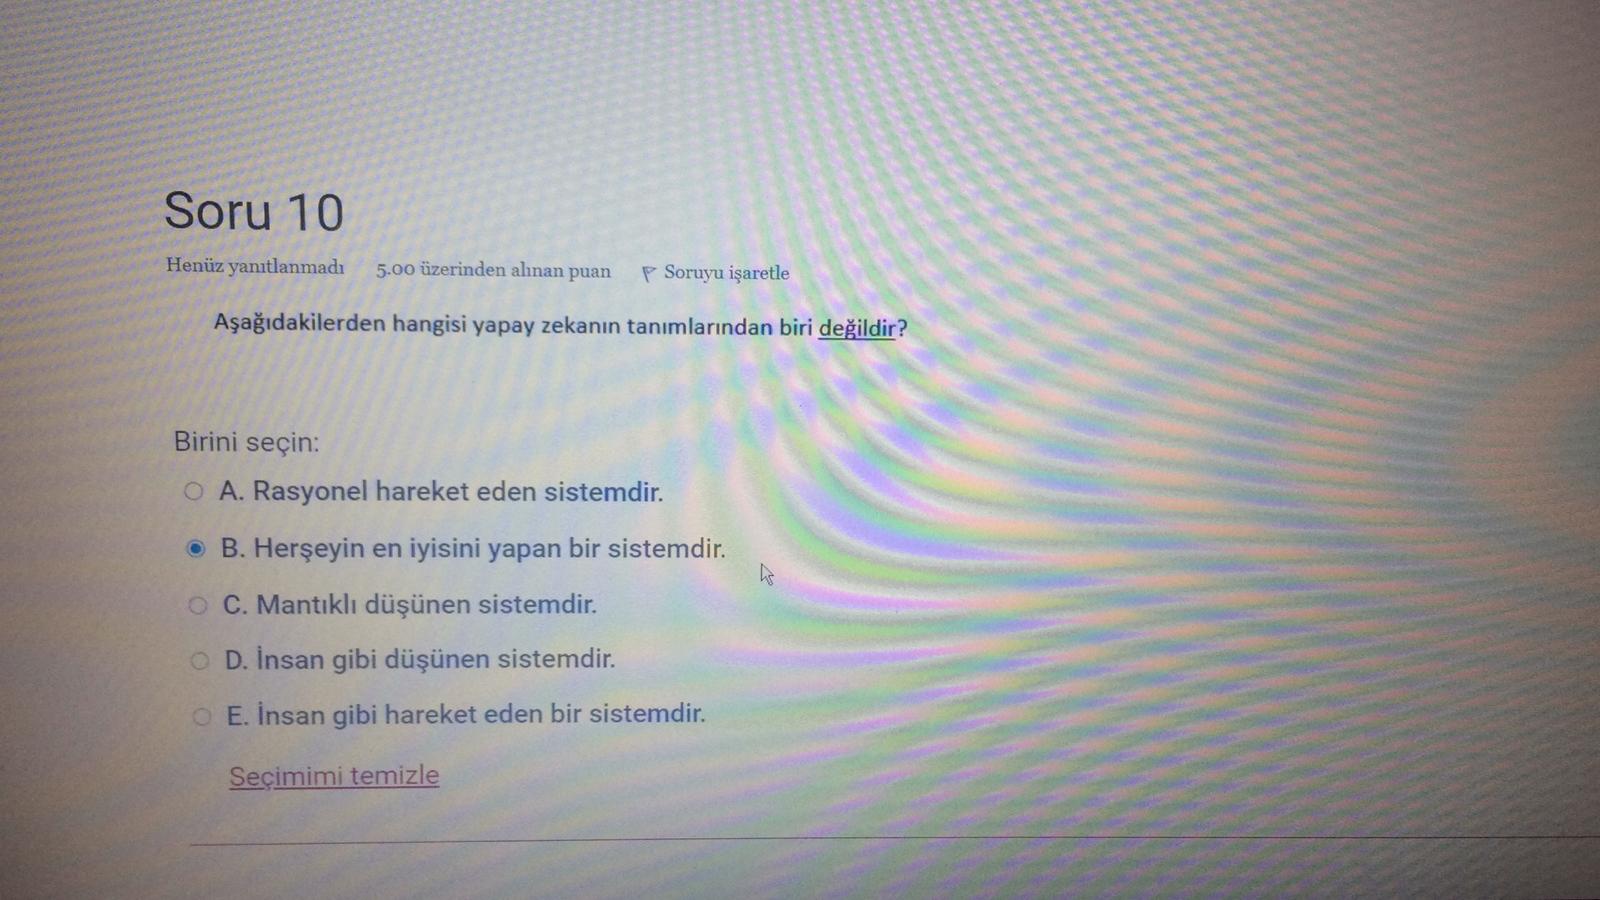 Soru 10
Henüz yanıtlanmadı 5.00 üzerinden alınan puan Soruyu işaretle
Aşağıdakilerden hangisi yapay zekanın tanımlarından biri değildir?
Birini seçin:
A. Rasyonel hareket eden sistemdir.
B. Herşeyin en iyisini yapan bir sistemdir.
C. Mantıklı düşünen sistemdir.
D. İnsan gibi düşünen sistemdir.
E. İnsan gibi hareket eden bir sistemdir.
Seçimimi temizle